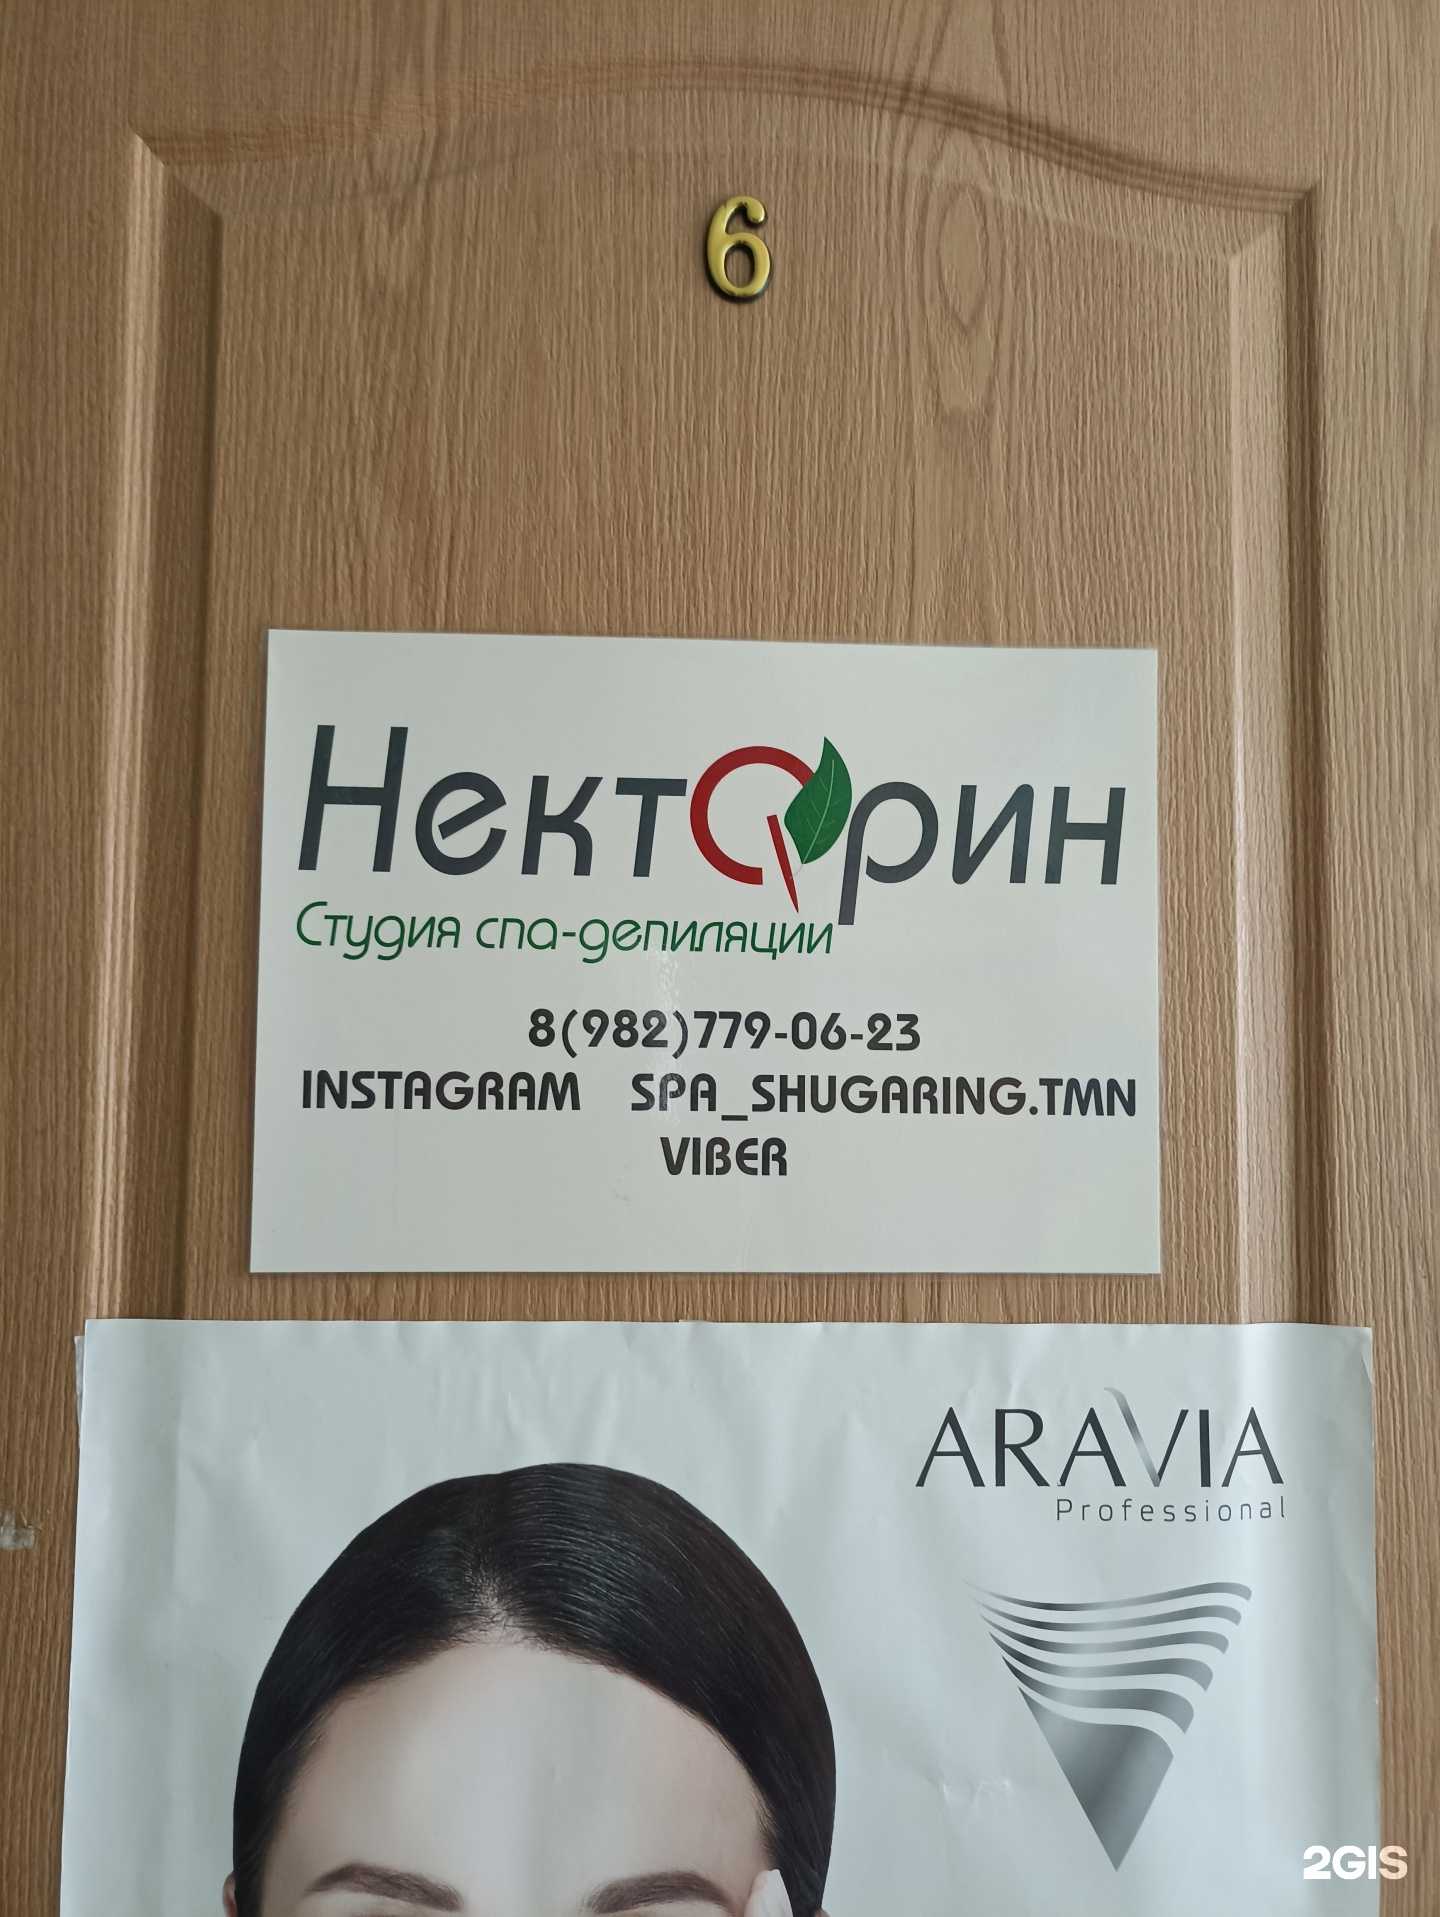 6
Нектарин
Студия спа-депиляции
8(982)779-06-23
INSTAGRAM SPA_SHUGARING.TMN
VIBER
ARAVIA
Professional
2GIS